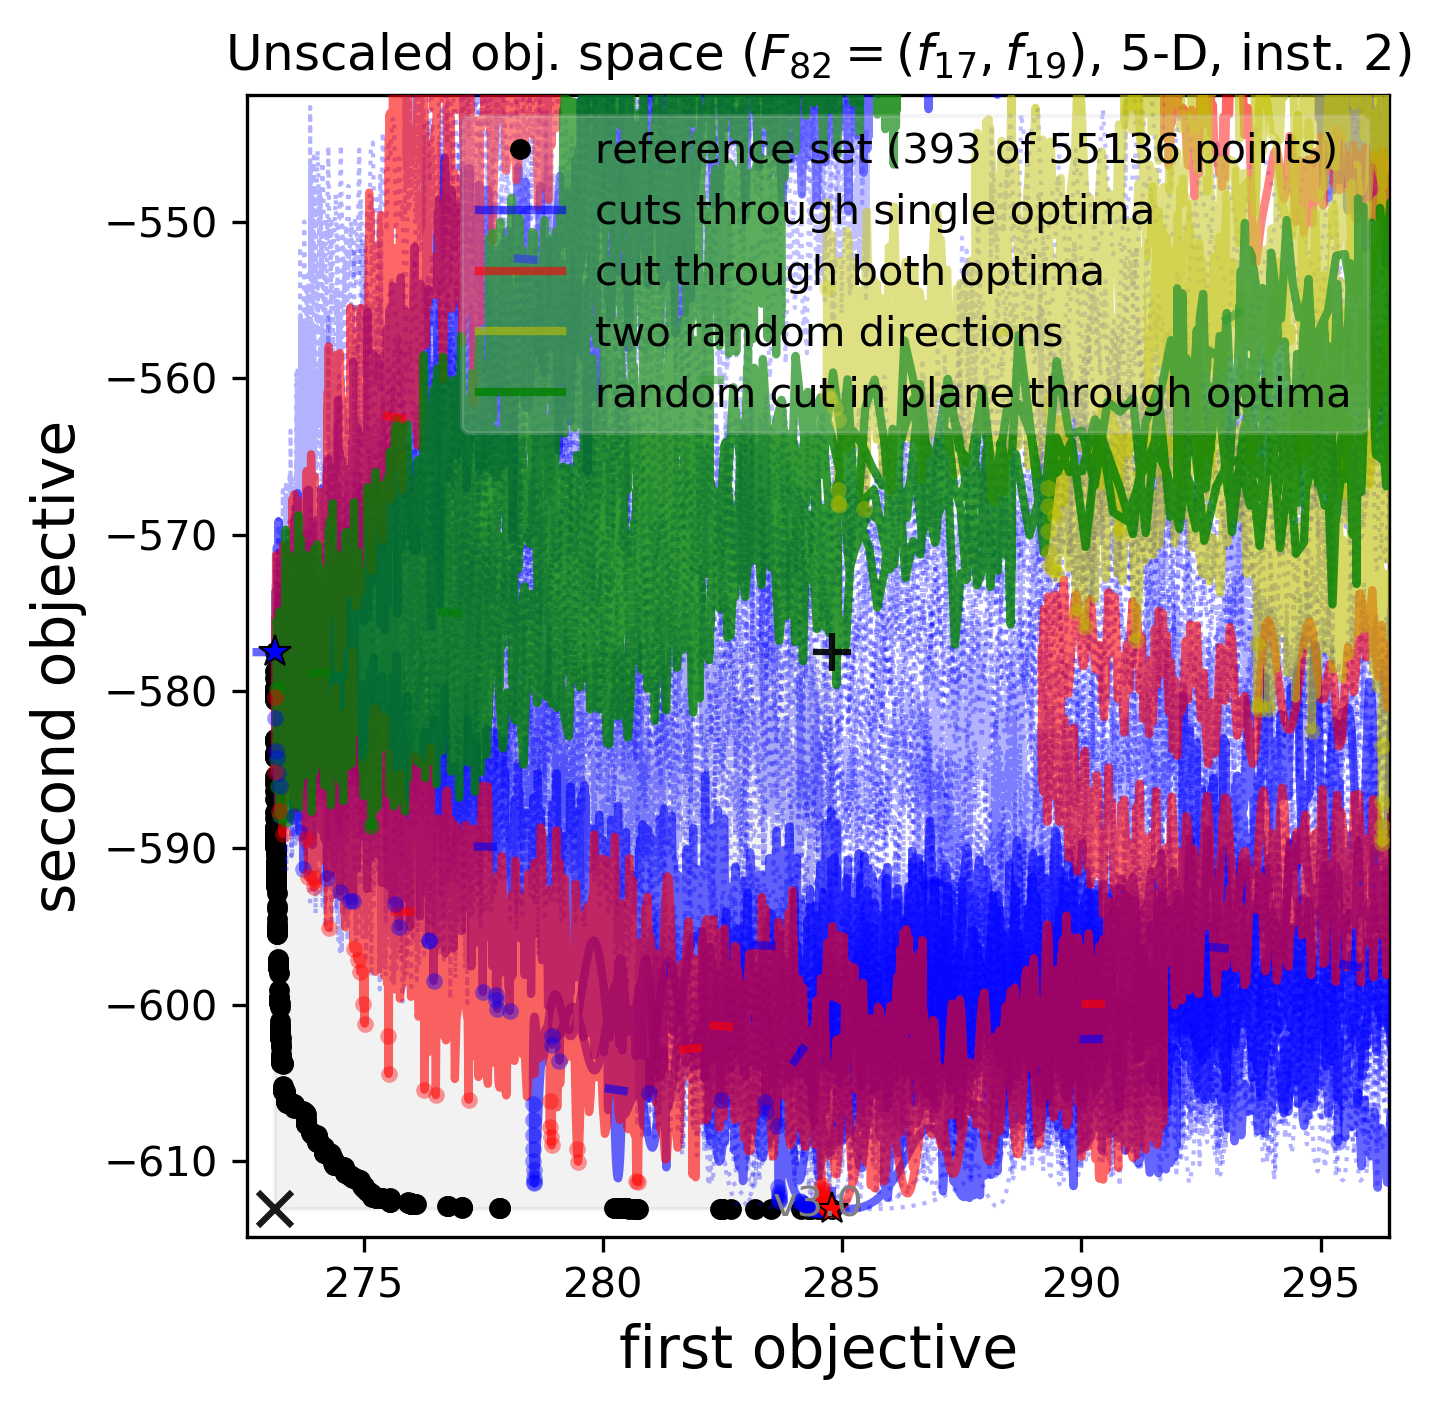 Unscaled obj. space (F82 = (f17, f19), 5-D, inst. 2)
reference set (393 of 55136 points)
cuts through single optima
cut through both optima
two random directions
random cut in plane through optima
second objective
−550
−560
−570
−580
−590
−600
−610
v3.0
275
280
285
290
295
first objective